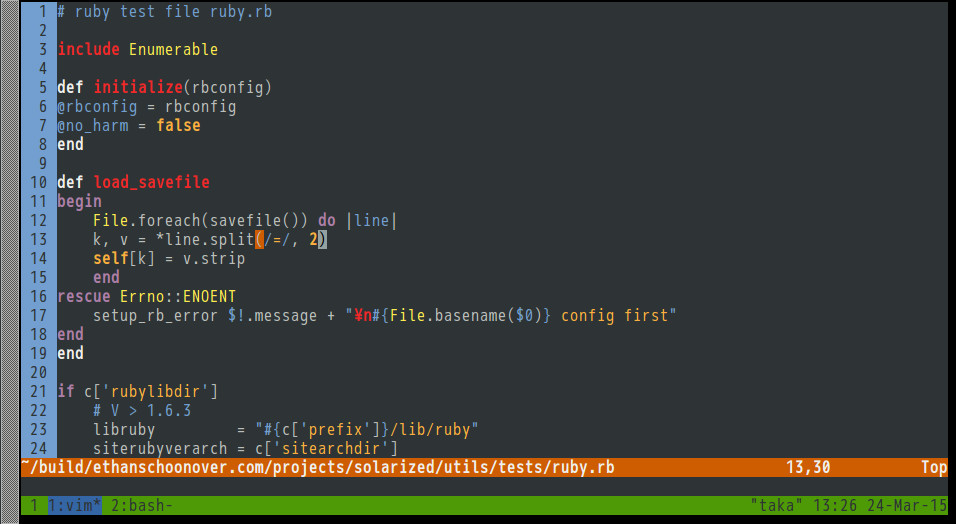 1 # ruby test file ruby.rb
2
3 include Enumerable
4
5 def initialize(rbconfig)
6 @rbconfig = rbconfig
7 @no_harm = false
8 end
9
10 def load_savefile
11 begin
12     File.foreach(savefile()) do |line|
13     k, v = *line.split(/=/, 2)
14     self[k] = v.strip
15     end
16 rescue Errno::ENOENT
17     setup_rb_error $!.message + "¥n#{File.basename($0)} config first"
18 end
19 end
20
21 if c['rubylibdir']
22     # V > 1.6.3
23     libruby         = "#{c['prefix']}/lib/ruby"
24     siterubyverarch = c['sitearchdir']
~/build/ethanschoonover.com/projects/solarized/utils/tests/ruby.rb 13,30 Top
1 1:vim* 2:bash- "taka" 13:26 24-Mar-15